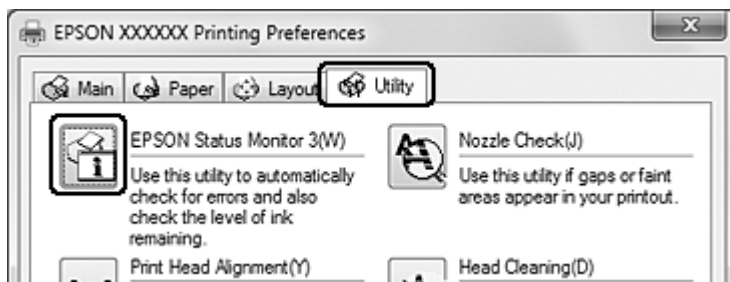 EPSON XXXXXX Printing Preferences
Main Paper Layout Utility
EPSON Status Monitor 3(W)
Use this utility to automatically
check for errors and also
check the level of ink
remaining.
Nozzle Check(J)
Use this utility if gaps or faint
areas appear in your printout.
Print Head Alignment(Y)
Head Cleaning(D)